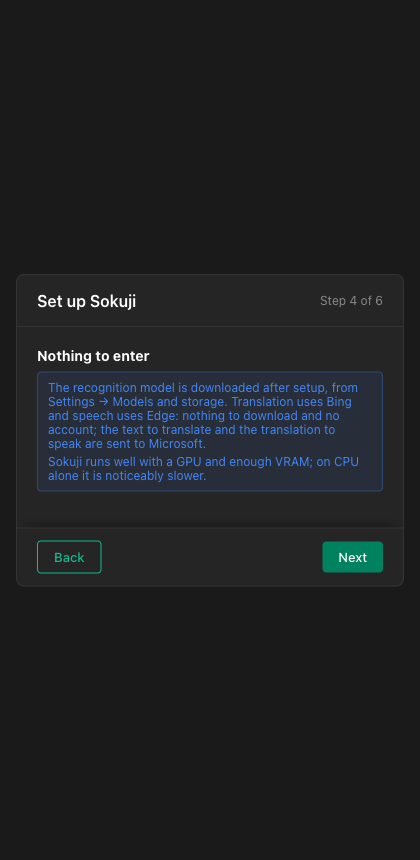 Set up Sokuji
Step 4 of 6
Nothing to enter
The recognition model is downloaded after setup, from
Settings → Models and storage. Translation uses Bing
and speech uses Edge: nothing to download and no
account; the text to translate and the translation to
speak are sent to Microsoft.
Sokuji runs well with a GPU and enough VRAM; on CPU
alone it is noticeably slower.
Back
Next